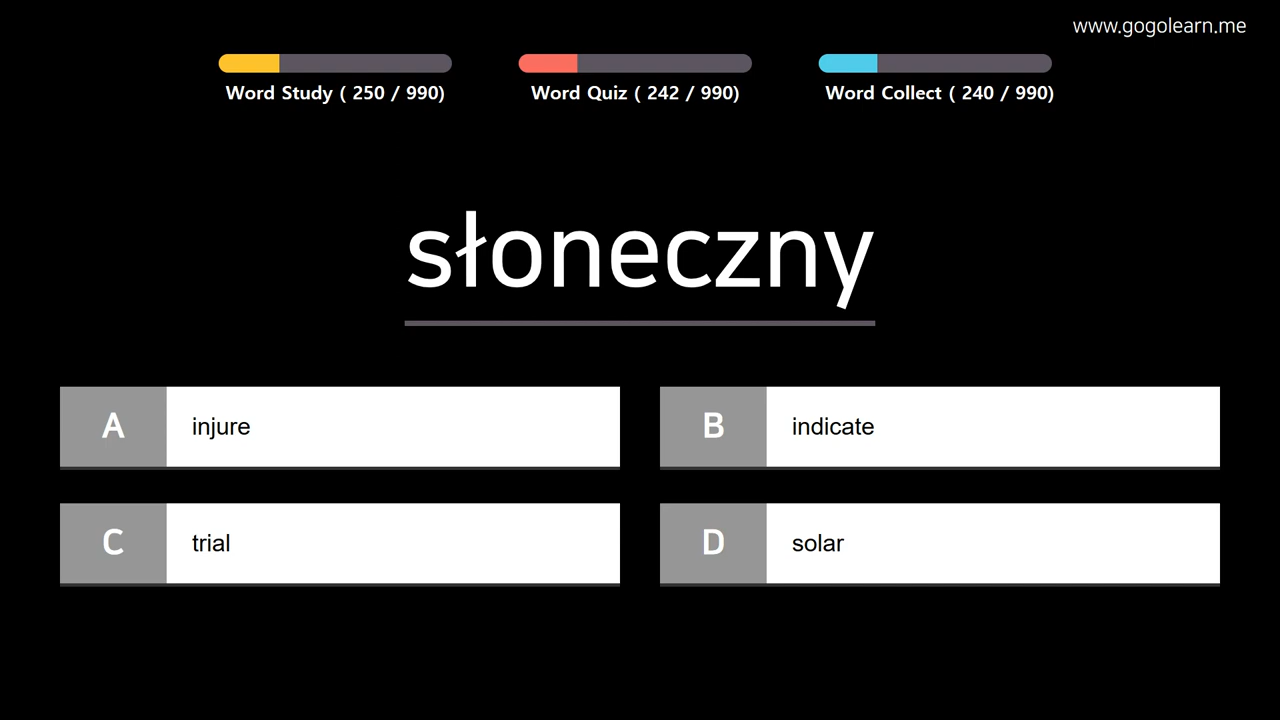 www.gogolearn.me
Word Study ( 250 / 990)
Word Quiz ( 242 / 990)
Word Collect ( 240 / 990)
słoneczny
A injure
B indicate
C trial
D solar